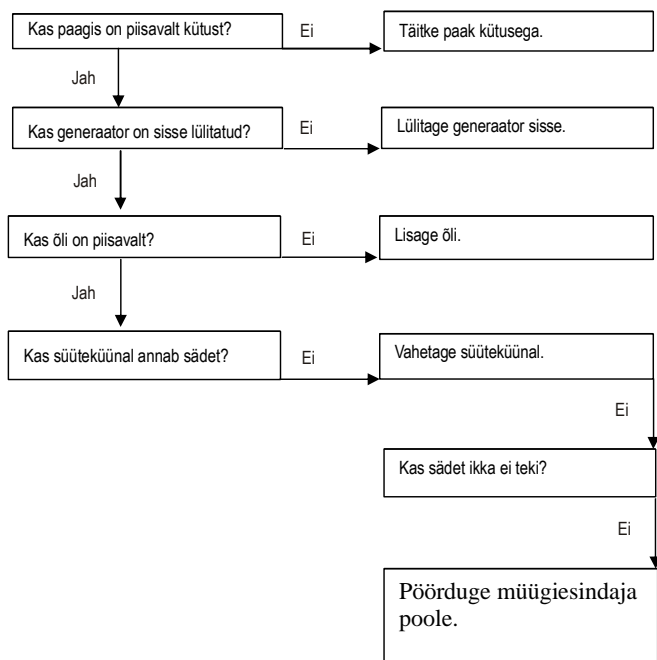 Kas paagis on piisavalt kütust?
Ei
Täitke paak kütusega.
Jah
Kas generaator on sisse lülitatud?
Ei
Lülitage generaator sisse.
Jah
Kas õli on piisavalt?
Ei
Lisage õli.
Jah
Kas süüteküünal annab sädet?
Ei
Vahetage süüteküünal.
Ei
Kas sädet ikka ei teki?
Ei
Pöörduge müügiesindaja
poole.